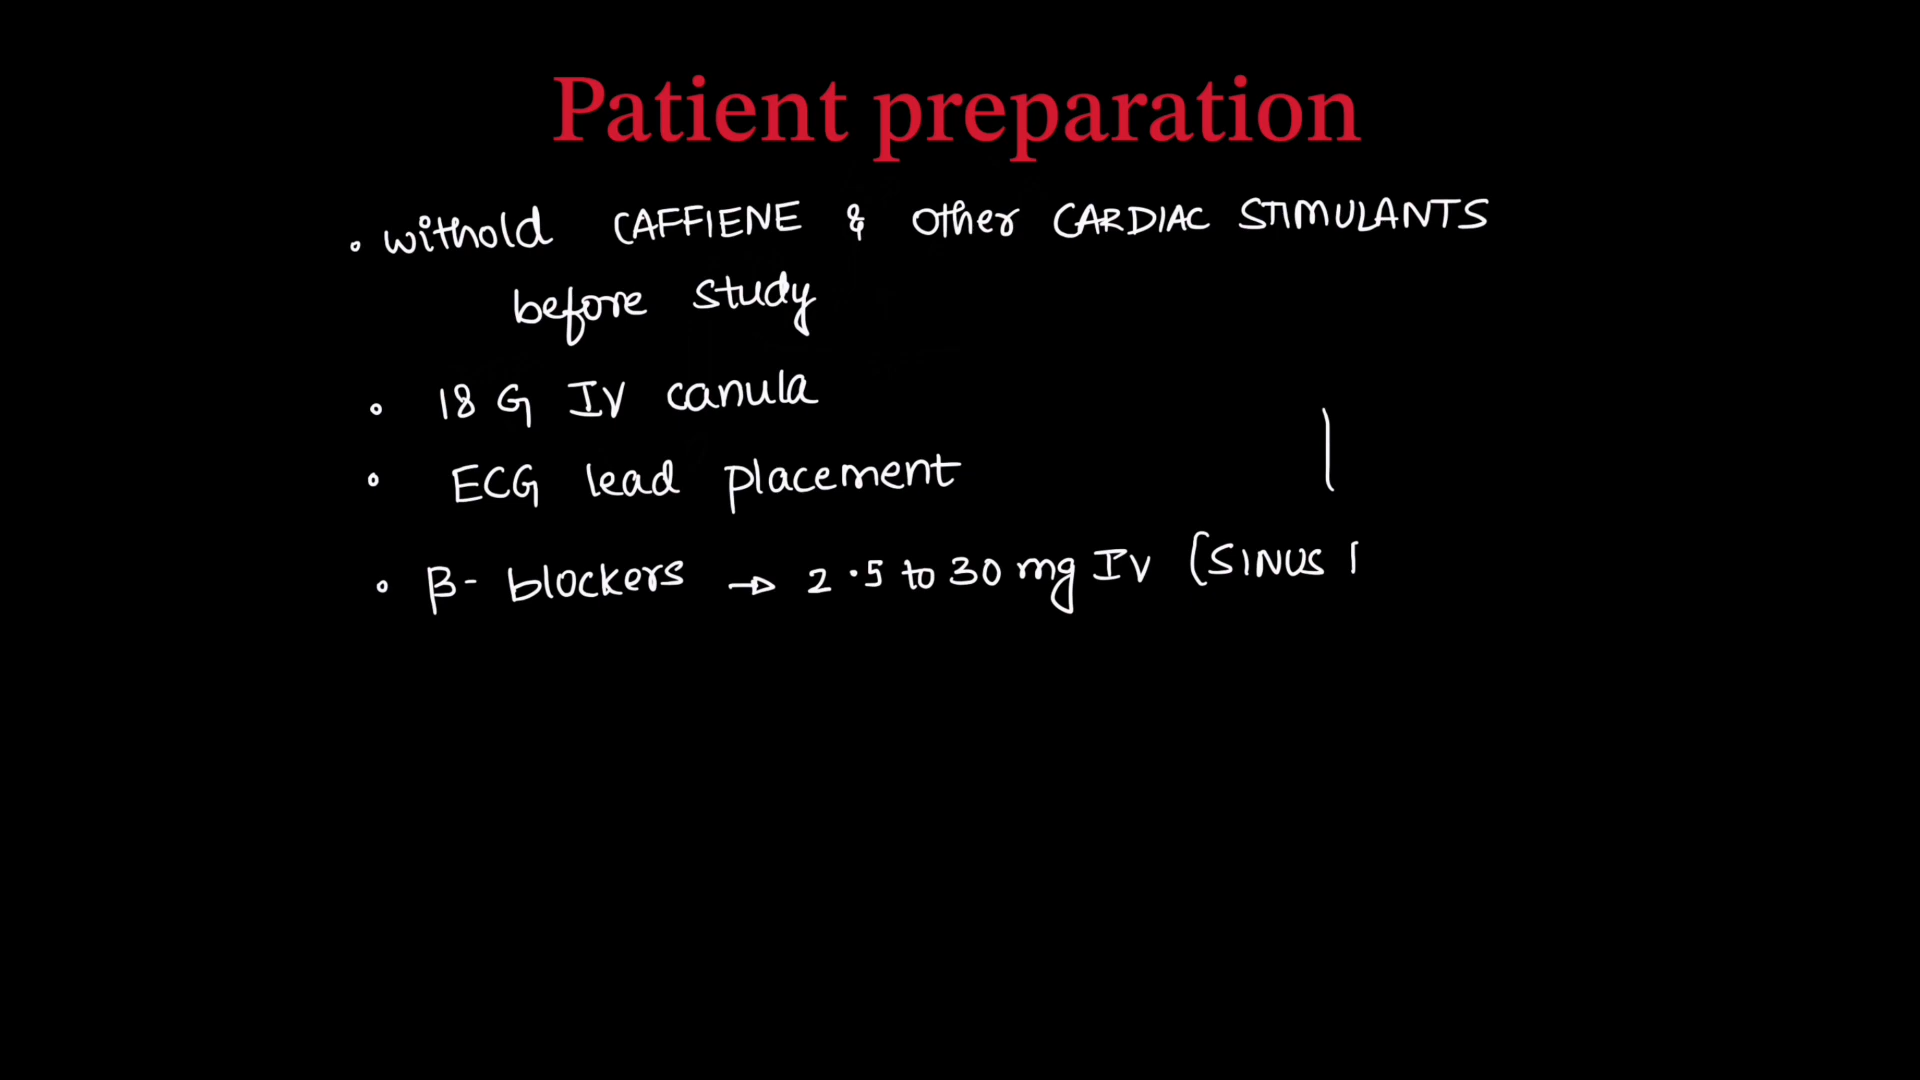 Patient preparation
• withold CAFFIENE & other CARDIAC STIMULANTS
before study
• 18 G IV canula
• ECG lead placement
• β- blockers → 2.5 to 30 mg IV (SINUS